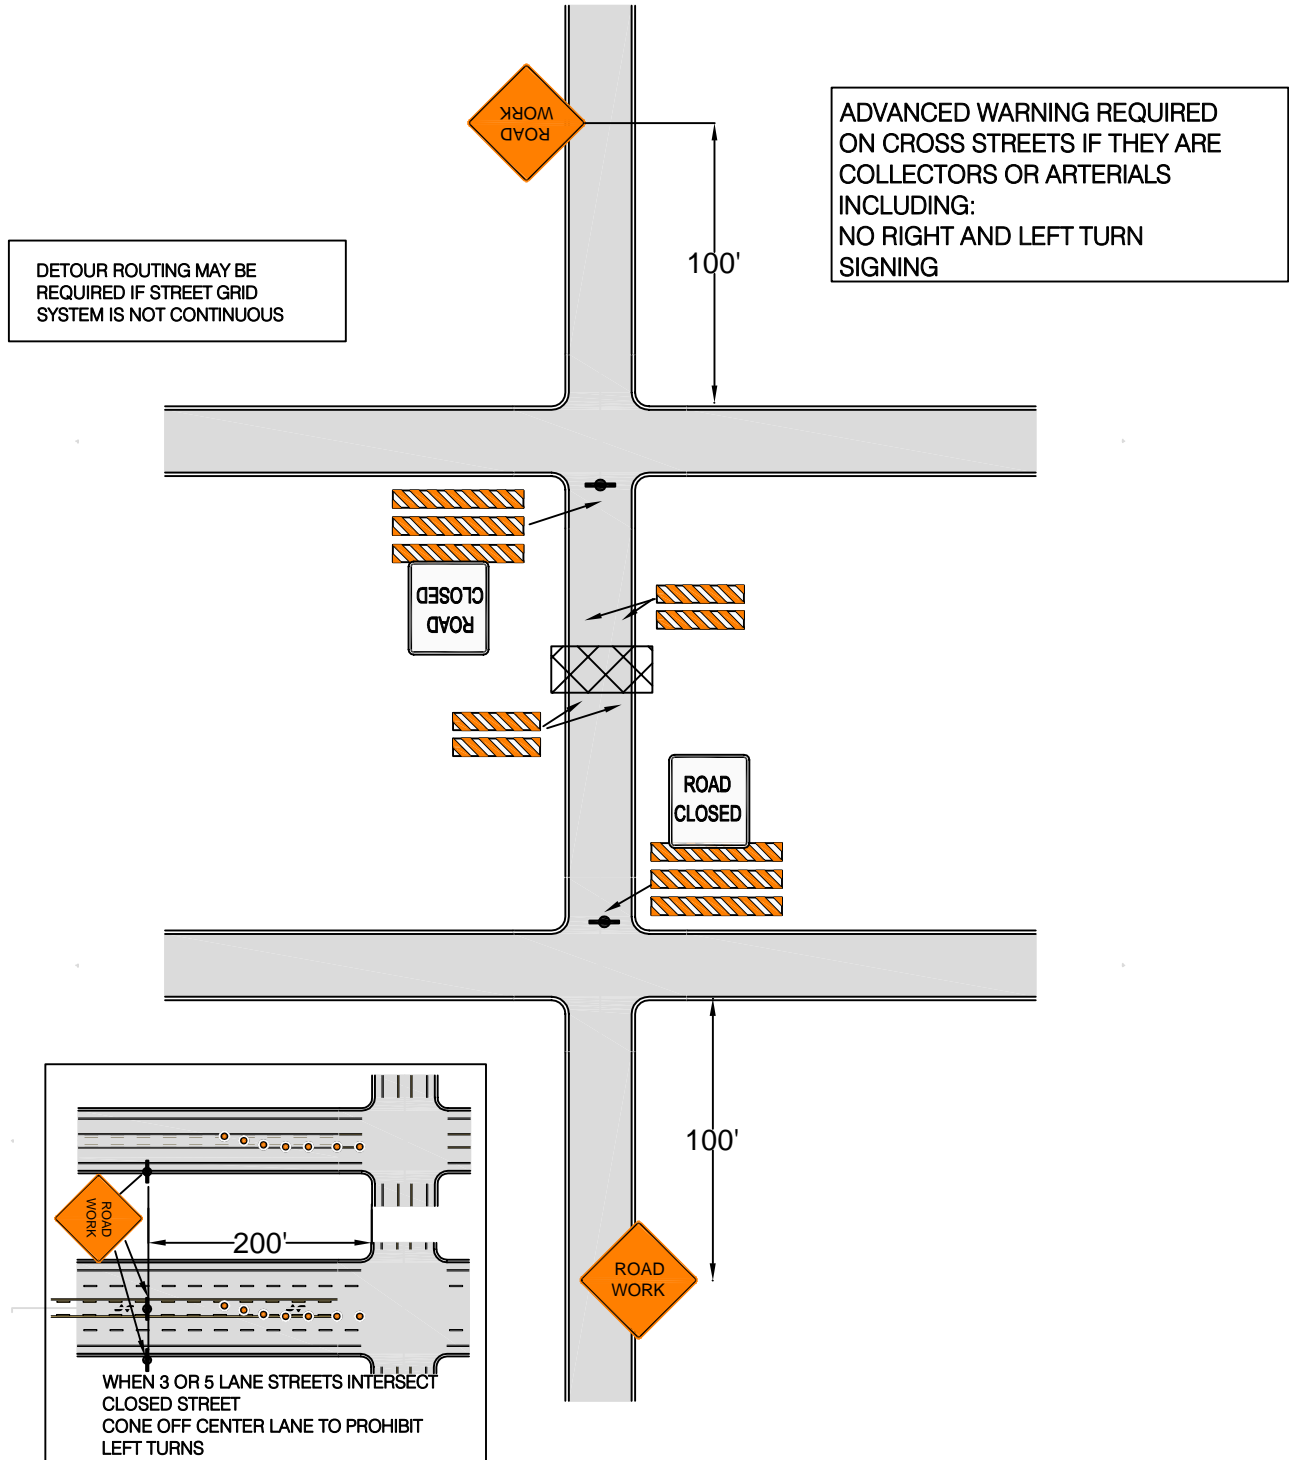 ROAD
WORK
ADVANCED WARNING REQUIRED
ON CROSS STREETS IF THEY ARE
COLLECTORS OR ARTERIALS
INCLUDING:
NO RIGHT AND LEFT TURN
SIGNING
100'
DETOUR ROUTING MAY BE
REQUIRED IF STREET GRID
SYSTEM IS NOT CONTINUOUS
ROAD
CLOSED
ROAD
CLOSED
100'
ROAD
WORK
200'
ROAD
WORK
WHEN 3 OR 5 LANE STREETS INTERSECT
CLOSED STREET
CONE OFF CENTER LANE TO PROHIBIT
LEFT TURNS